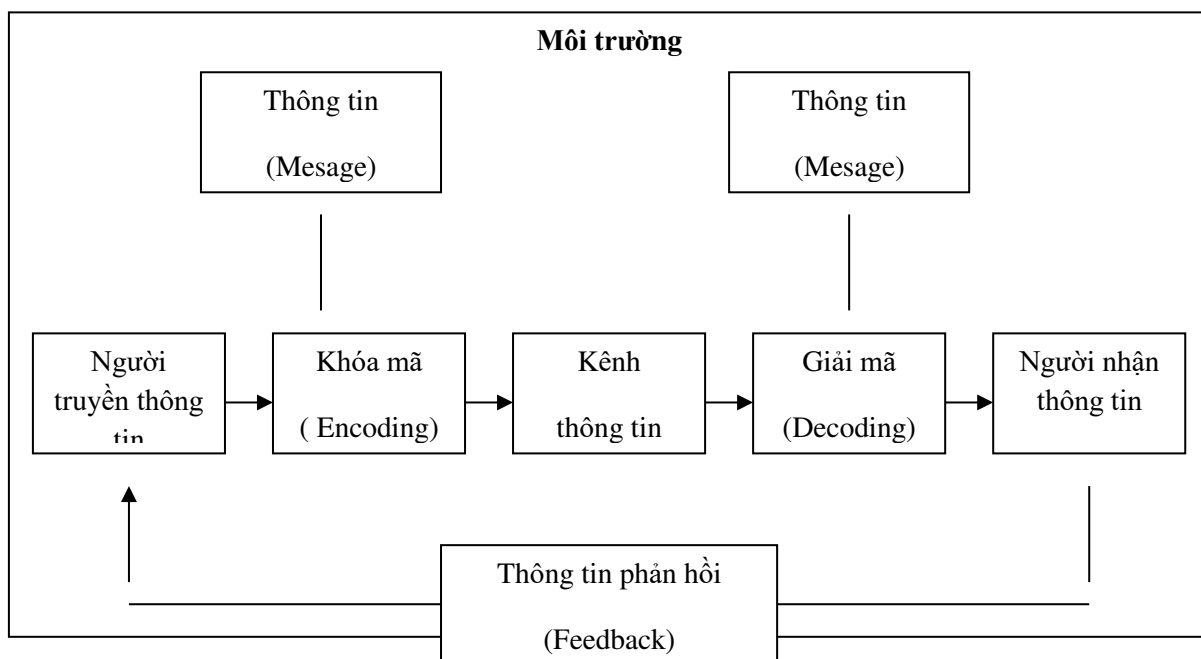 Môi trường
Thông tin
(Mesage)
Thông tin
(Mesage)
Người
truyền thông
tin
Khóa mã
( Encoding)
Kênh
thông tin
Giải mã
(Decoding)
Người nhận
thông tin
Thông tin phản hồi
(Feedback)